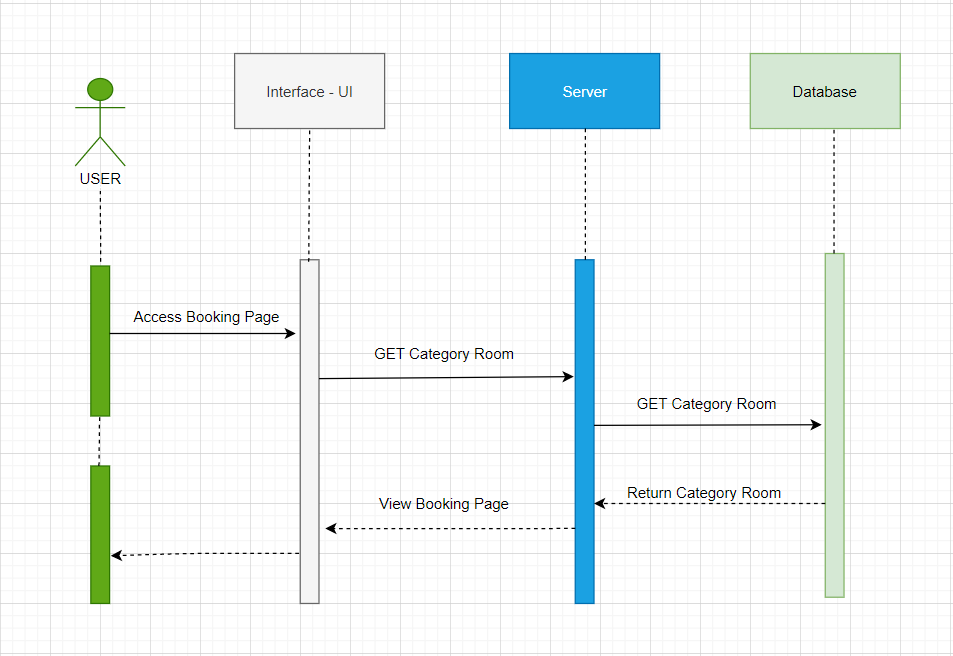 Interface - UI
Server
Database
USER
Access Booking Page
GET Category Room
GET Category Room
Return Category Room
View Booking Page